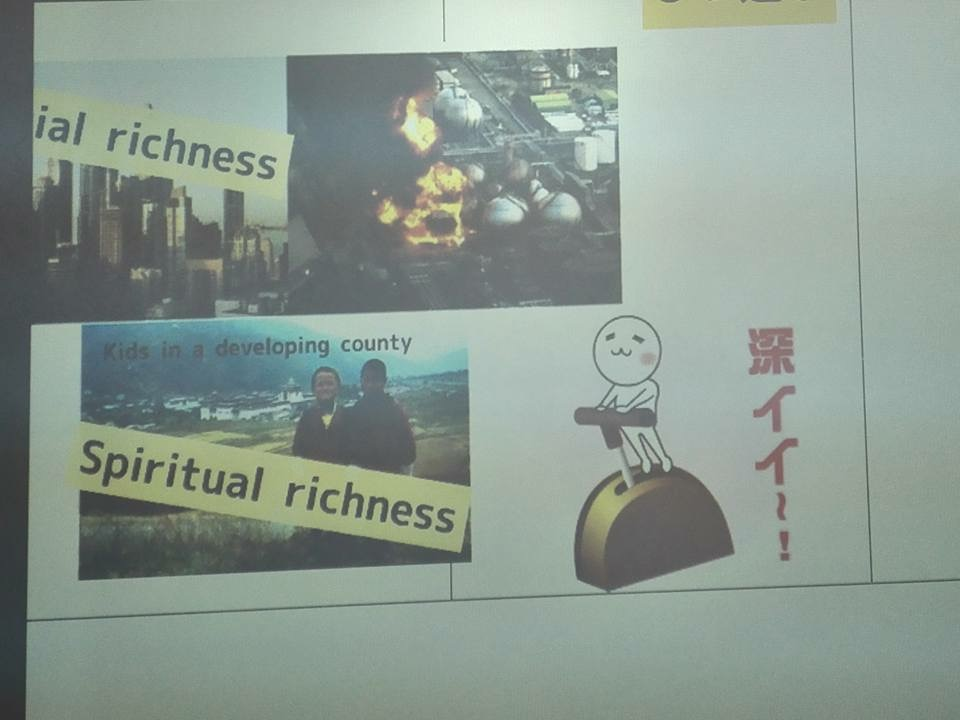 ial richness
Kids in a developing county
Spiritual richness
深イイ~!